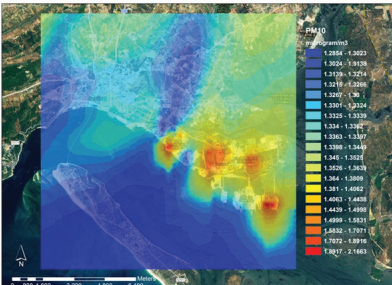 PM10
microgram/m3
1.2854 - 1.3023
1.3024 - 1.3138
1.3139 - 1.3214
1.3215 - 1.3266
1.3267 - 1.30
1.3301 - 1.3324
1.3325 - 1.3339
1.334 - 1.3362
1.3363 - 1.3397
1.3398 - 1.3449
1.345 - 1.3525
1.3526 - 1.3639
1.364 - 1.3809
1.381 - 1.4062
1.4063 - 1.4438
1.4439 - 1.4998
1.4999 - 1.5831
1.5832 - 1.7071
1.7072 - 1.8916
1.8917 - 2.1663
N
Meters